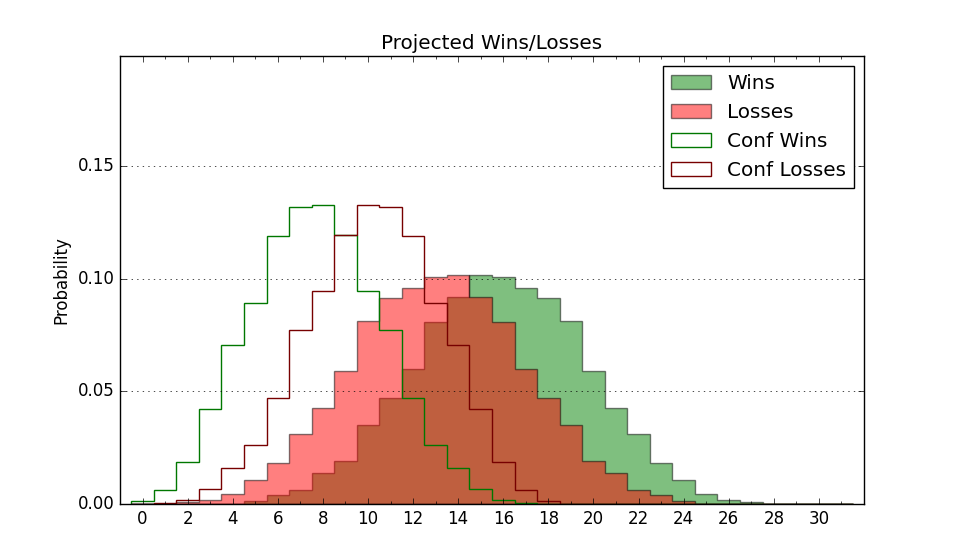 Projected Wins/Losses
Wins
Losses
Conf Wins
Conf Losses
Probability
0.15
0.10
0.05
0.00
0 2 4 6 8 10 12 14 16 18 20 22 24 26 28 30